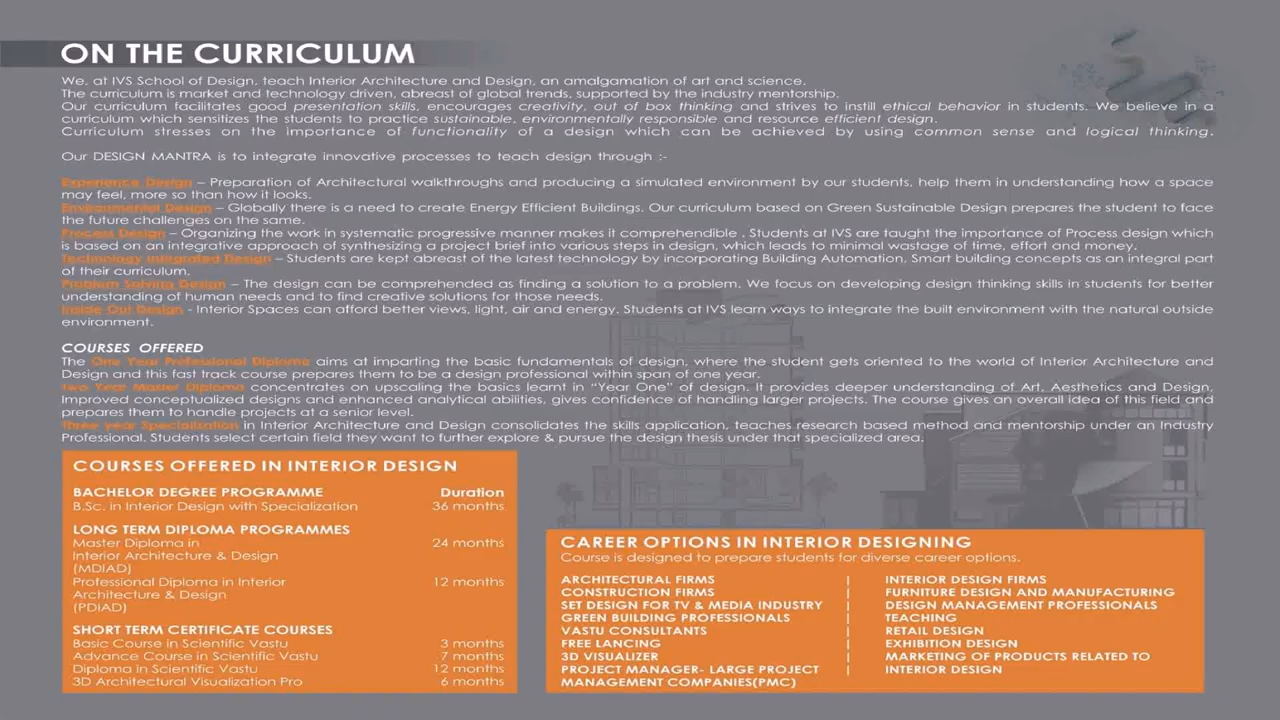 ON THE CURRICULUM
We, at IVS School of Design, teach Interior Architecture and Design, an amalgamation of art and science.
The curriculum is market and technology driven, abreast of global trends, supported by the industry mentorship.
Our curriculum facilitates good presentation skills, encourages creativity, out of box thinking and strives to instill ethical behavior in students. We believe in a
curriculum which sensitizes the students to practice sustainable, environmentally responsible and resource efficient design.
Curriculum stresses on the importance of functionality of a design which can be achieved by using common sense and logical thinking.
Our DESIGN MANTRA is to integrate innovative processes to teach design through :-
Experience Design – Preparation of Architectural walkthroughs and producing a simulated environment by our students, help them in understanding how a space
may feel, more so than how it looks.
Environmental Design – Globally there is a need to create Energy Efficient Buildings. Our curriculum based on Green Sustainable Design prepares the student to face
the future challenges on the same.
Process Design – Organizing the work in systematic progressive manner makes it comprehendible . Students at IVS are taught the importance of Process design which
is based on an integrative approach of synthesizing a project brief into various steps in design, which leads to minimal wastage of time, effort and money.
Technology Integrated Design – Students are kept abreast of the latest technology by incorporating Building Automation, Smart building concepts as an integral part
of their curriculum.
Problem Solving Design – The design can be comprehended as finding a solution to a problem. We focus on developing design thinking skills in students for better
understanding of human needs and to find creative solutions for those needs.
Inside Out Design - Interior Spaces can afford better views, light, air and energy. Students at IVS learn ways to integrate the built environment with the natural outside
environment.
COURSES OFFERED
The One Year Professional Diploma aims at imparting the basic fundamentals of design, where the student gets oriented to the world of Interior Architecture and
Design and this fast track course prepares them to be a design professional within span of one year.
Two Year Master Diploma concentrates on upscaling the basics learnt in “Year One” of design. It provides deeper understanding of Art, Aesthetics and Design,
Improved conceptualized designs and enhanced analytical abilities, gives confidence of handling larger projects. The course gives an overall idea of this field and
prepares them to handle projects at a senior level.
Three year Specialization in Interior Architecture and Design consolidates the skills application, teaches research based method and mentorship under an Industry
Professional. Students select certain field they want to further explore & pursue the design thesis under that specialized area.
COURSES OFFERED IN INTERIOR DESIGN
BACHELOR DEGREE PROGRAMME Duration
B.Sc. in Interior Design with Specialization 36 months
LONG TERM DIPLOMA PROGRAMMES
Master Diploma in 24 months
Interior Architecture & Design
(MDIAD)
Professional Diploma in Interior 12 months
Architecture & Design
(PDIAD)
SHORT TERM CERTIFICATE COURSES
Basic Course in Scientific Vastu 3 months
Advance Course in Scientific Vastu 7 months
Diploma in Scientific Vastu 12 months
3D Architectural Visualization Pro 6 months
CAREER OPTIONS IN INTERIOR DESIGNING
Course is designed to prepare students for diverse career options.
ARCHITECTURAL FIRMS | INTERIOR DESIGN FIRMS
CONSTRUCTION FIRMS | FURNITURE DESIGN AND MANUFACTURING
SET DESIGN FOR TV & MEDIA INDUSTRY | DESIGN MANAGEMENT PROFESSIONALS
GREEN BUILDING PROFESSIONALS | TEACHING
VASTU CONSULTANTS | RETAIL DESIGN
FREE LANCING | EXHIBITION DESIGN
3D VISUALIZER | MARKETING OF PRODUCTS RELATED TO
PROJECT MANAGER- LARGE PROJECT | INTERIOR DESIGN
MANAGEMENT COMPANIES(PMC)